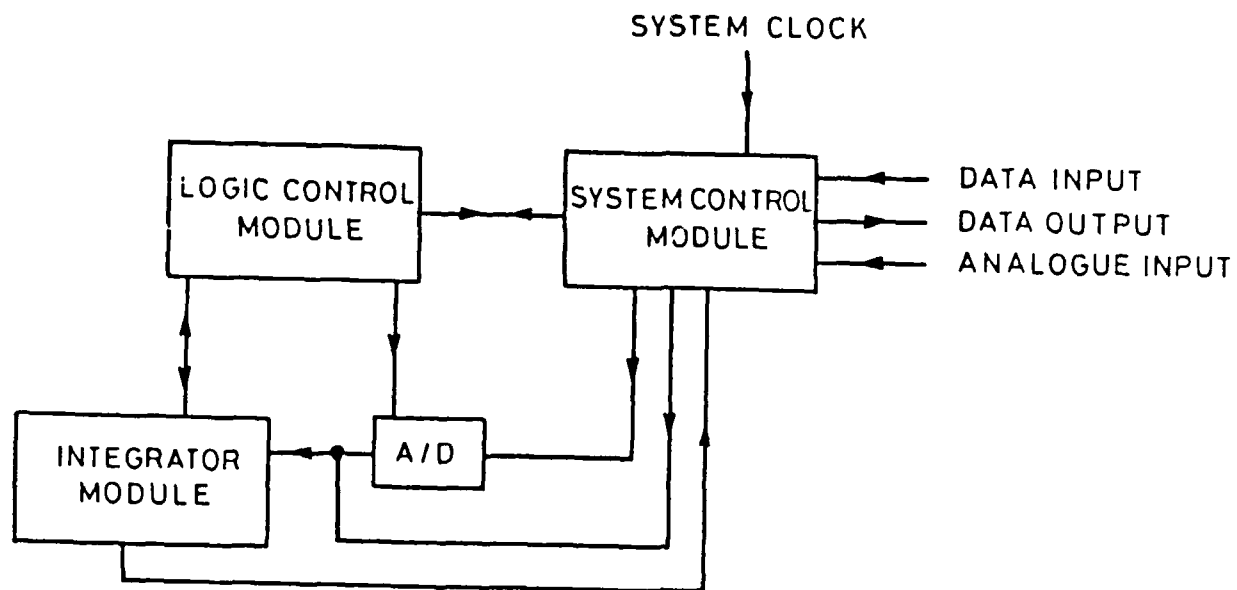 SYSTEM CLOCK
LOGIC CONTROL
MODULE
SYSTEM CONTROL
MODULE
DATA INPUT
DATA OUTPUT
ANALOGUE INPUT
INTEGRATOR
MODULE
A/D